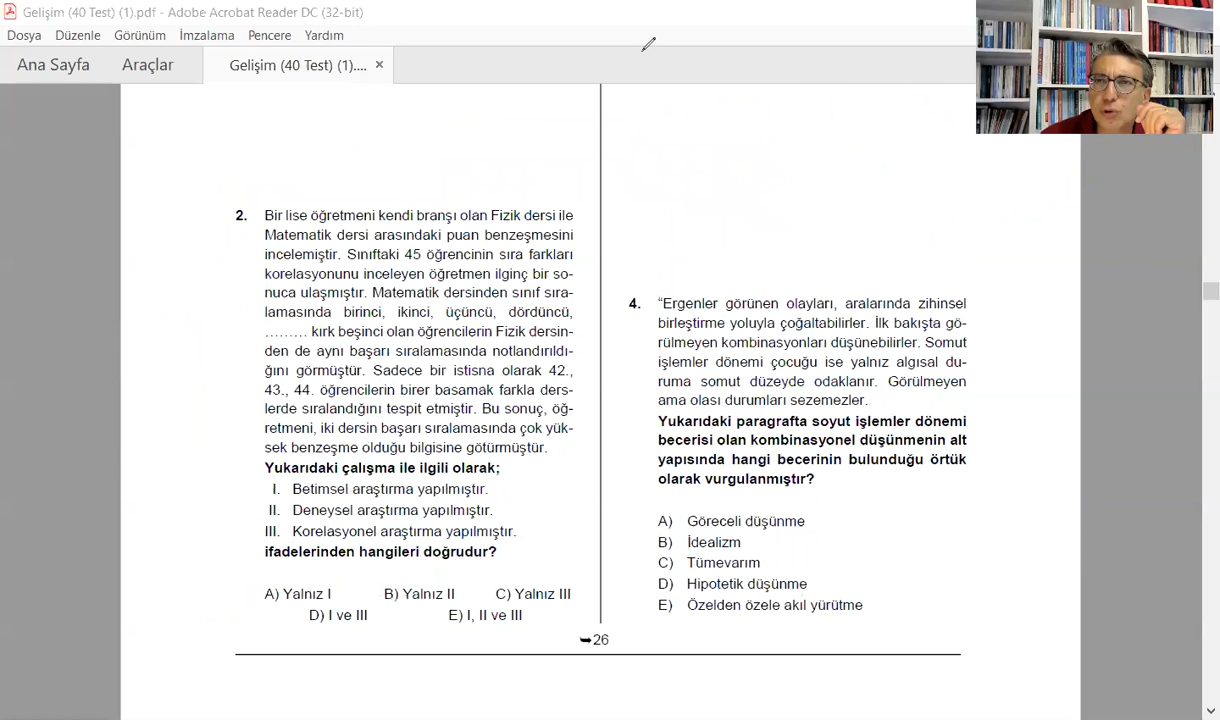 Gelişim (40 Test) (1).pdf - Adobe Acrobat Reader DC (32-bit)
Dosya Düzenle Görünüm İmzalama Pencere Yardım
Ana Sayfa Araçlar Gelişim (40 Test) (1).... ×
2. Bir lise öğretmeni kendi branşı olan Fizik dersi ile
Matematik dersi arasındaki puan benzeşmesini
incelemiştir. Sınıftaki 45 öğrencinin sıra farkları
korelasyonunu inceleyen öğretmen ilginç bir so-
nuca ulaşmıştır. Matematik dersinden sınıf sıra-
lamasında birinci, ikinci, üçüncü, dördüncü,
……… kırk beşinci olan öğrencilerin Fizik dersin-
den de aynı başarı sıralamasında notlandırıldı-
ğını görmüştür. Sadece bir istisna olarak 42.,
43., 44. öğrencilerin birer basamak farkla ders-
lerde sıralandığını tespit etmiştir. Bu sonuç, öğ-
retmeni, iki dersin başarı sıralamasında çok yük-
sek benzeşme olduğu bilgisine götürmüştür.
Yukarıdaki çalışma ile ilgili olarak;
I. Betimsel araştırma yapılmıştır.
II. Deneysel araştırma yapılmıştır.
III. Korelasyonel araştırma yapılmıştır.
ifadelerinden hangileri doğrudur?
A) Yalnız I B) Yalnız II C) Yalnız III
D) I ve III E) I, II ve III
4. “Ergenler görünen olayları, aralarında zihinsel
birleştirme yoluyla çoğaltabilirler. İlk bakışta gö-
rülmeyen kombinasyonları düşünebilirler. Somut
işlemler dönemi çocuğu ise yalnız algısal du-
ruma somut düzeyde odaklanır. Görülmeyen
ama olası durumları sezemezler.
Yukarıdaki paragrafta soyut işlemler dönemi
becerisi olan kombinasyonel düşünmenin alt
yapısında hangi becerinin bulunduğu örtük
olarak vurgulanmıştır?
A) Göreceli düşünme
B) İdealizm
C) Tümevarım
D) Hipotetik düşünme
E) Özelden özele akıl yürütme
➥26